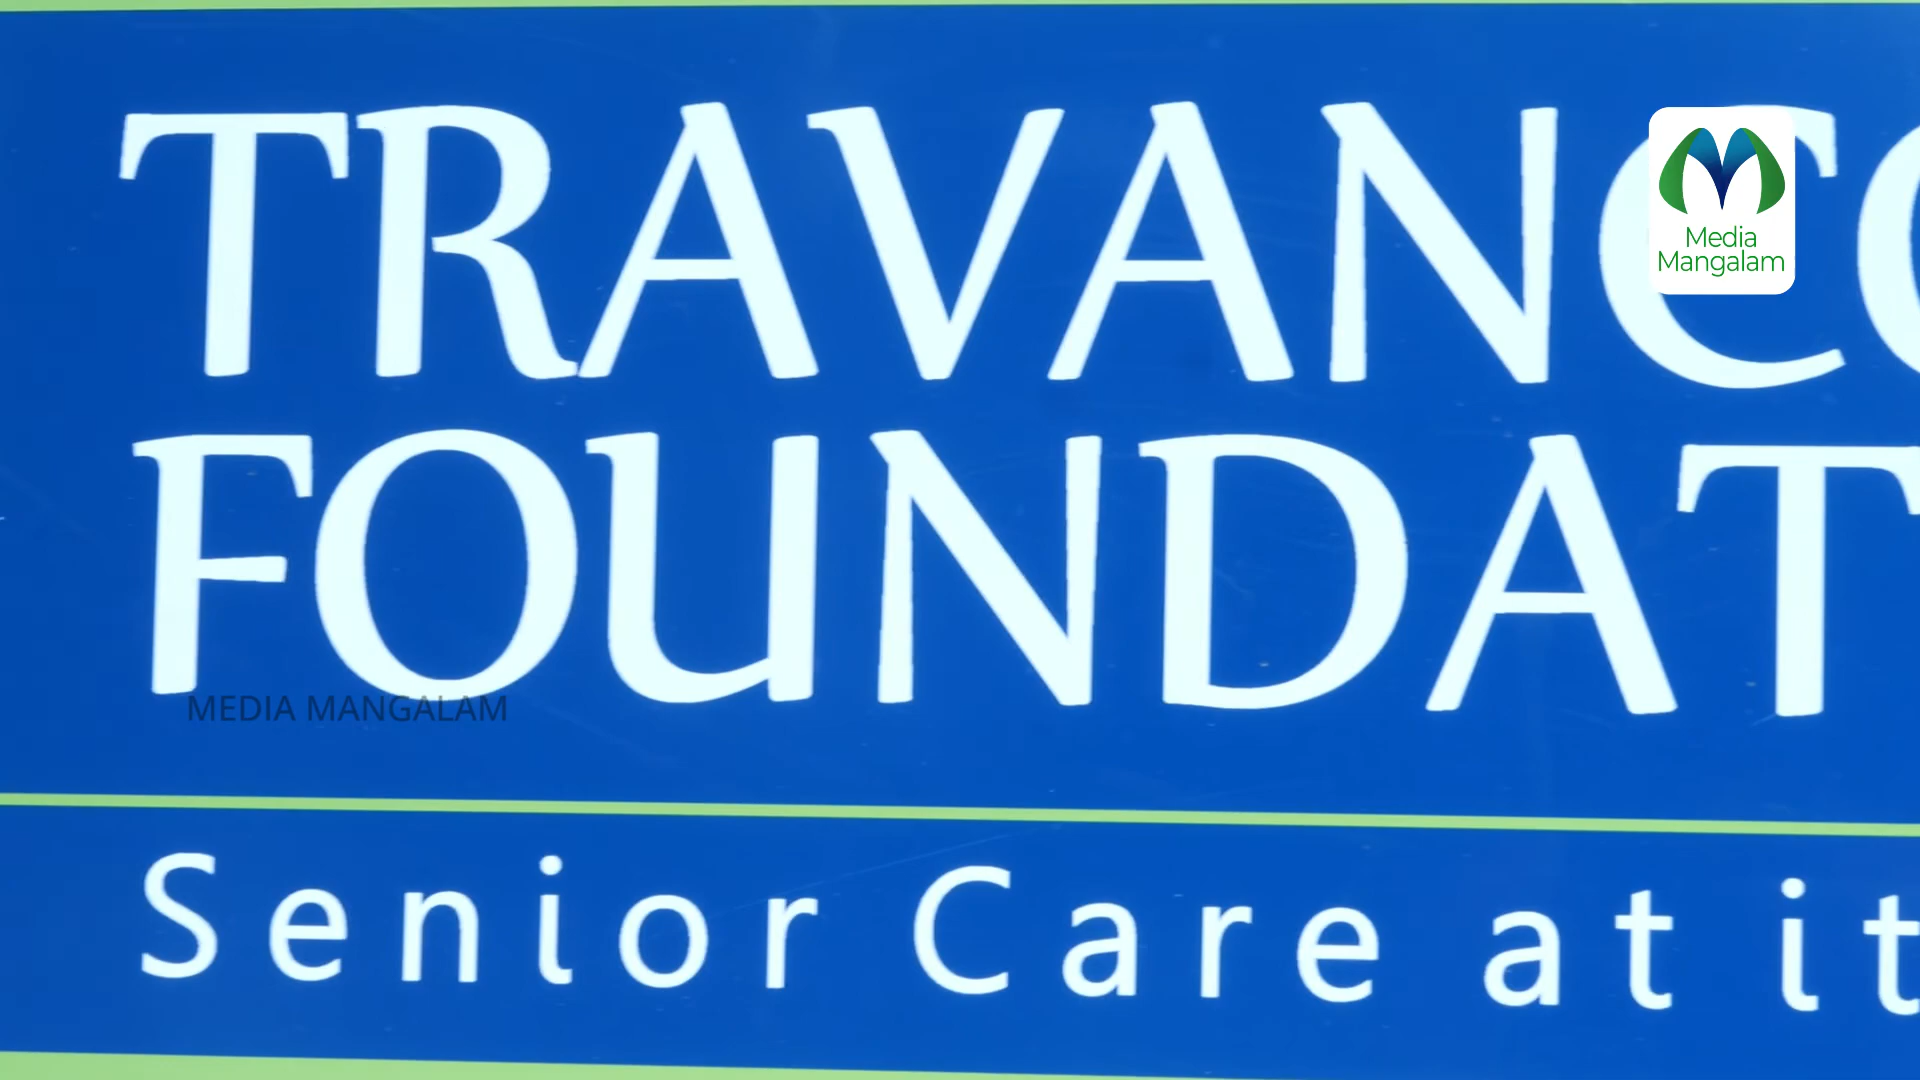 TRAVANC
FOUNDAT
Senior Care at it
Media
Mangalam
MEDIA MANGALAM